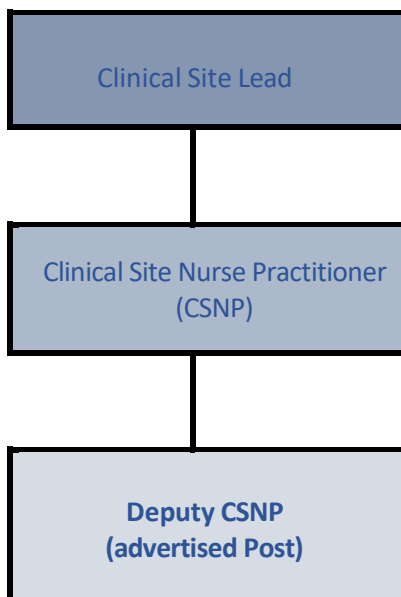 Clinical Site Lead
Clinical Site Nurse Practitioner
(CSNP)
Deputy CSNP
(advertised Post)